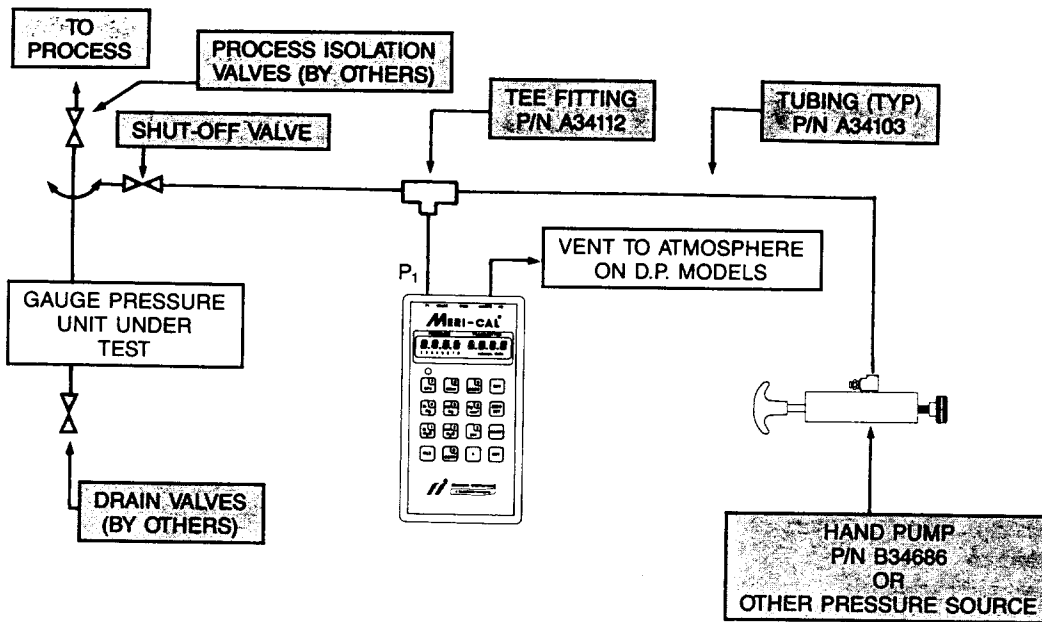 TO
PROCESS
PROCESS ISOLATION
VALVES (BY OTHERS)
SHUT-OFF VALVE
TEE FITTING
P/N A34112
TUBING (TYP)
P/N A34103
VENT TO ATMOSPHERE
ON D.P. MODELS
P1
GAUGE PRESSURE
UNIT UNDER
TEST
MERI-CAL
DRAIN VALVES
(BY OTHERS)
HAND PUMP
P/N B34686
OR
OTHER PRESSURE SOURCE